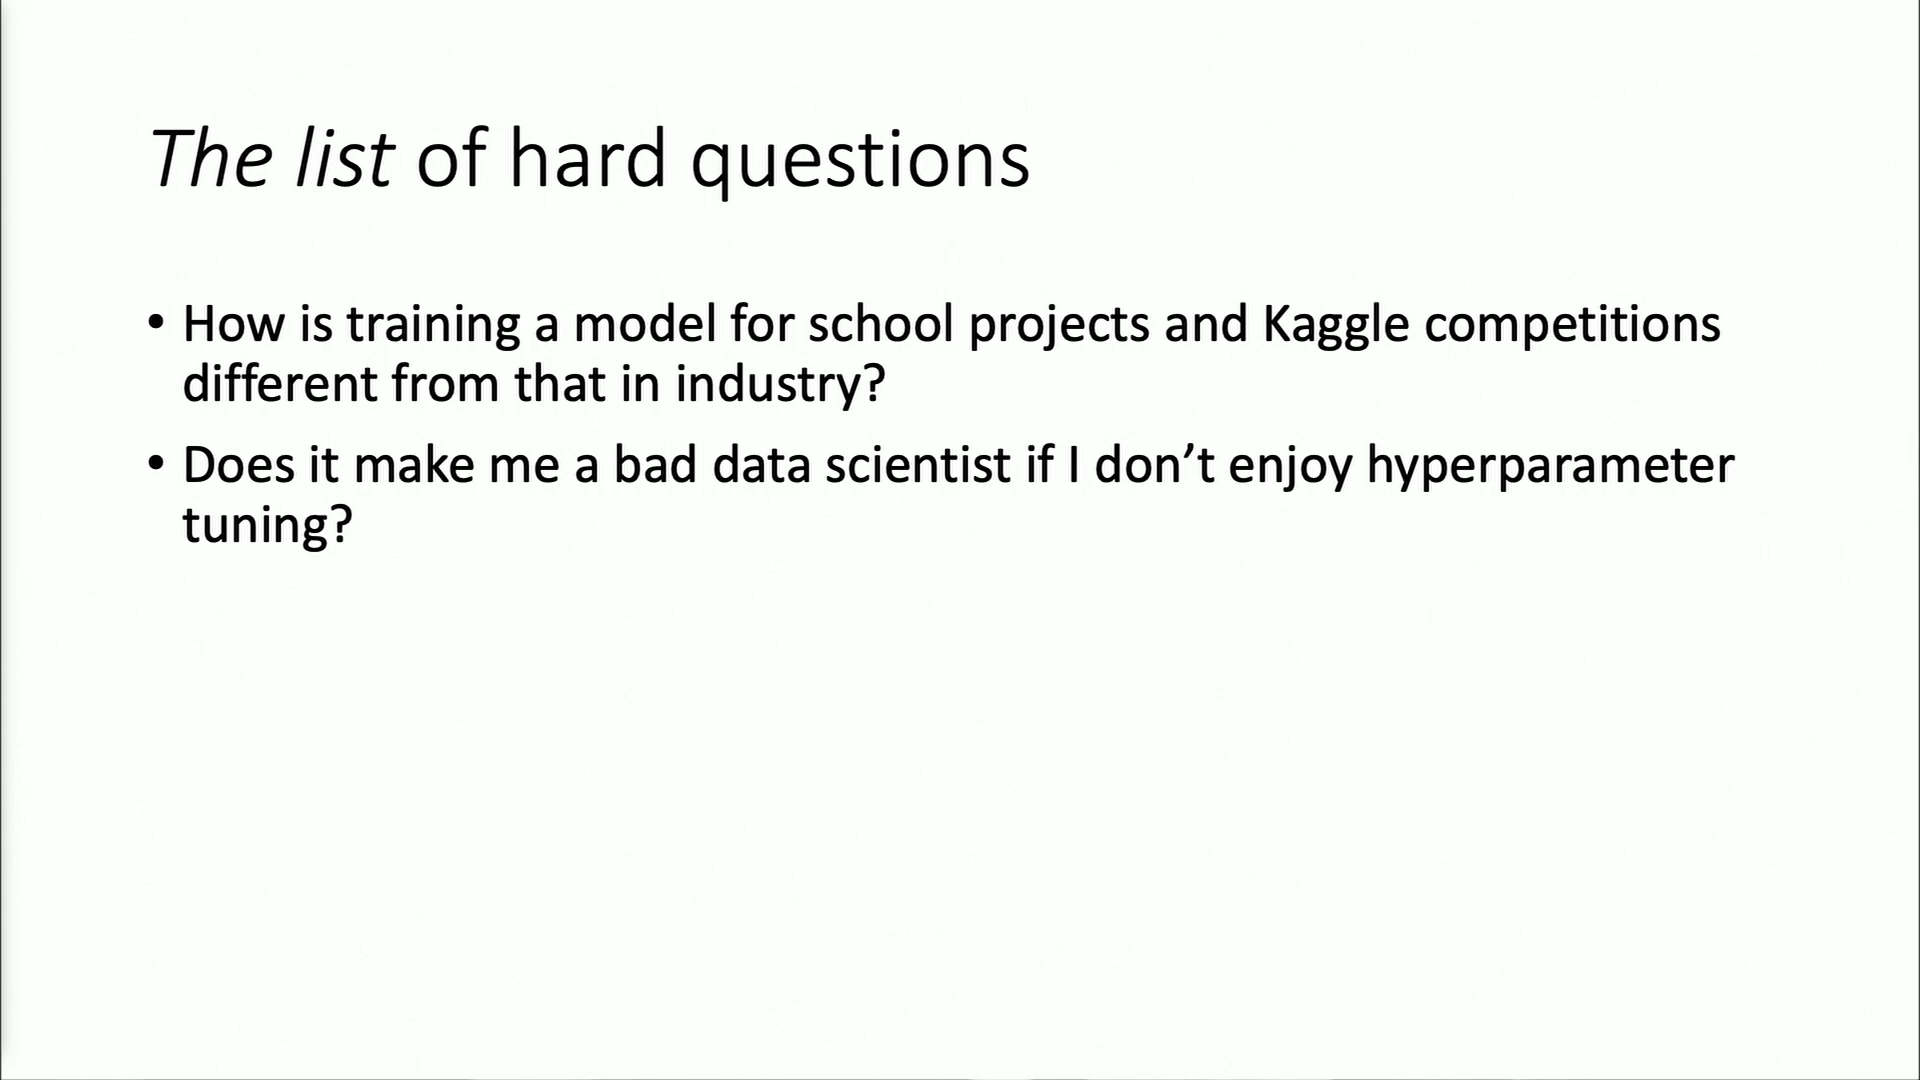 The list of hard questions
• How is training a model for school projects and Kaggle competitions
different from that in industry?
• Does it make me a bad data scientist if I don’t enjoy hyperparameter
tuning?